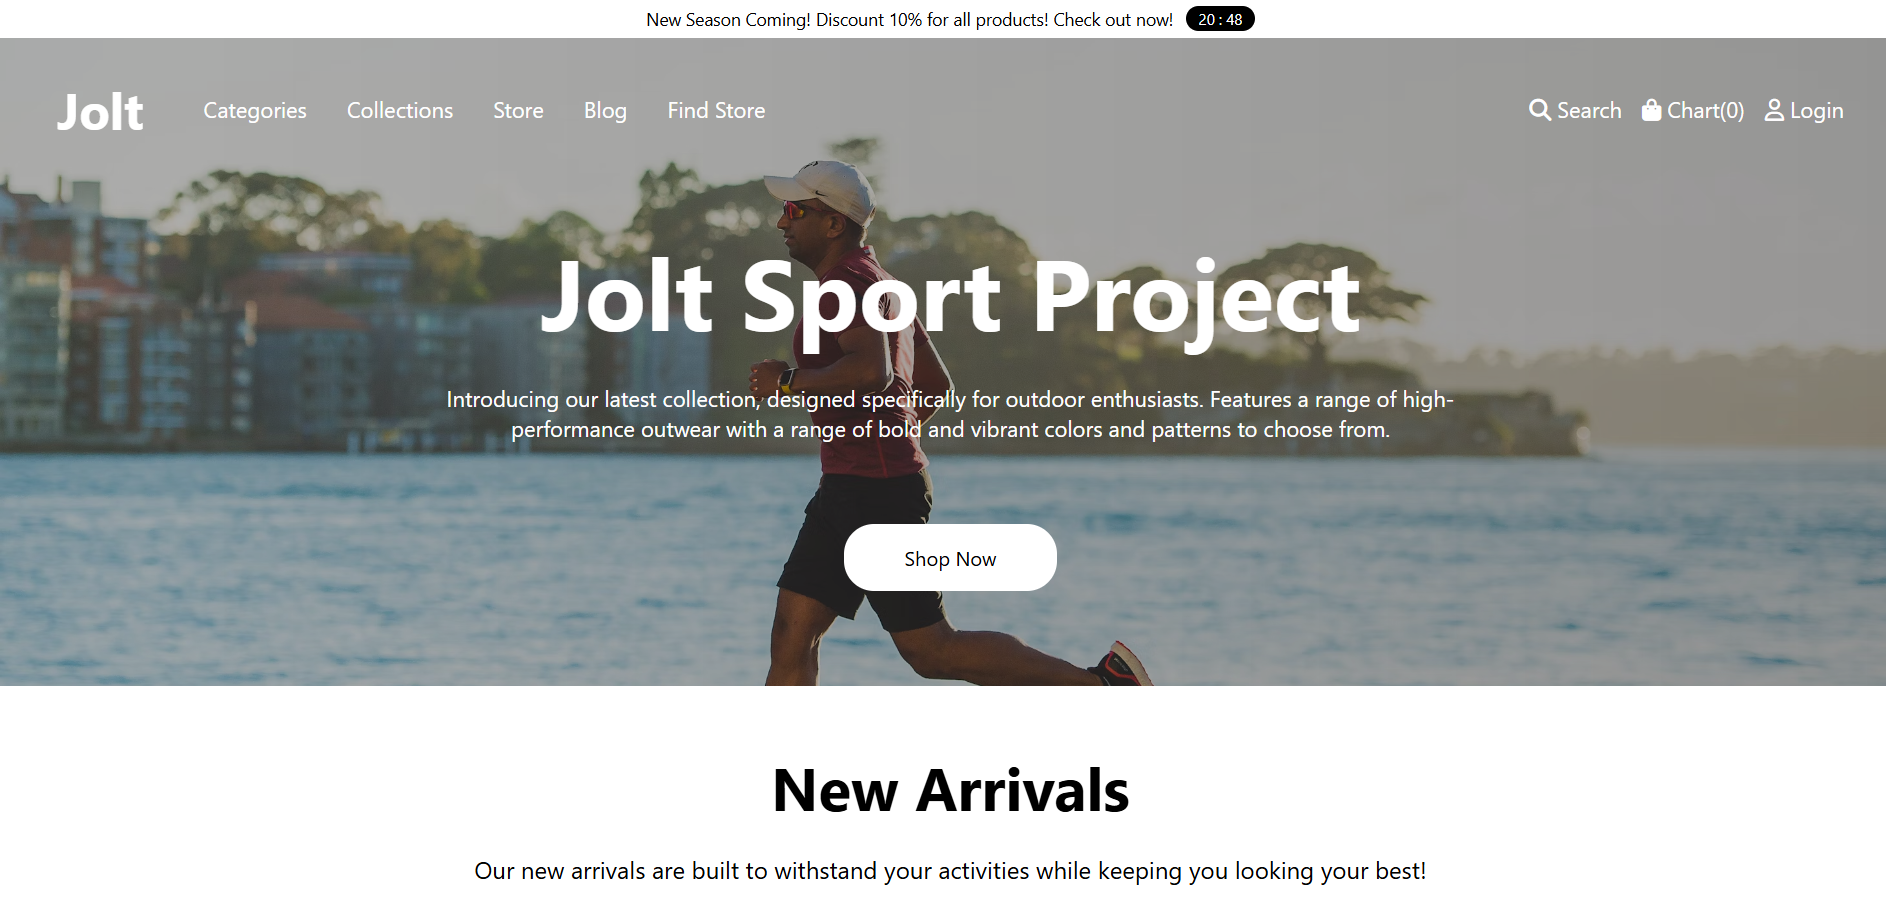 New Season Coming! Discount 10% for all products! Check out now! 20 : 48
Jolt Categories Collections Store Blog Find Store Search Chart(0) Login
Jolt Sport Project
Introducing our latest collection, designed specifically for outdoor enthusiasts. Features a range of high-
performance outwear with a range of bold and vibrant colors and patterns to choose from.
Shop Now
New Arrivals
Our new arrivals are built to withstand your activities while keeping you looking your best!